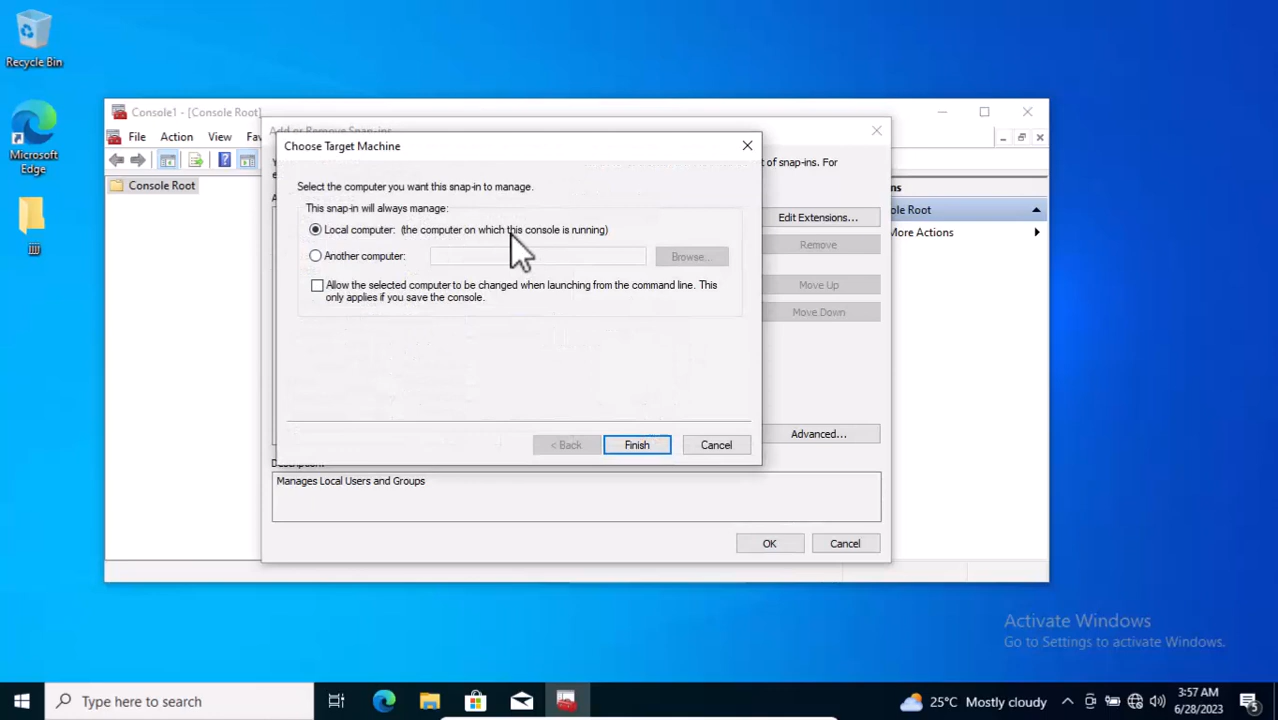 Recycle Bin
Microsoft
Edge
Console1 - [Console Root]
File Action View Fav
Add or Remove Snap-ins
Choose Target Machine
t of snap-ins. For
Select the computer you want this snap-in to manage.
This snap-in will always manage:
Local computer: (the computer on which this console is running)
Another computer:
Browse...
Allow the selected computer to be changed when launching from the command line. This
only applies if you save the console.
< Back
Finish
Cancel
Console Root
ns
ole Root
More Actions
Edit Extensions...
Remove
Move Up
Move Down
Advanced...
Description:
Manages Local Users and Groups
OK
Cancel
Activate Windows
Go to Settings to activate Windows.
Type here to search
25°C Mostly cloudy
3:57 AM
6/28/2023
5